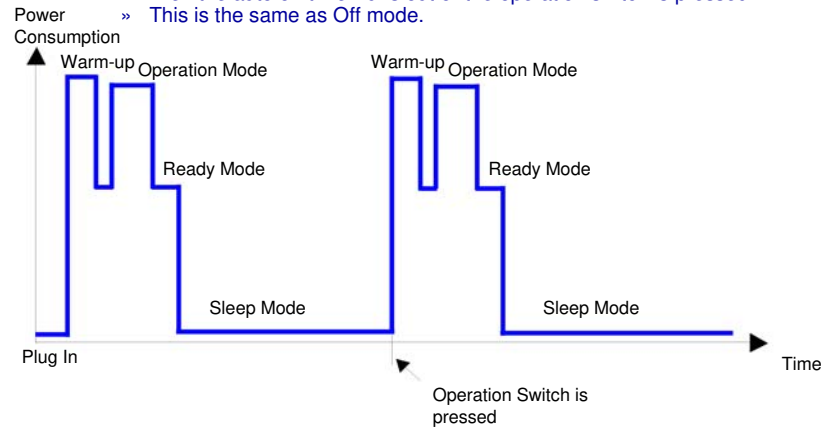 » This is the same as Off mode.
Power
Consumption
Warm-up
Operation Mode
Warm-up
Operation Mode
Ready Mode
Ready Mode
Sleep Mode
Sleep Mode
Plug In
Time
Operation Switch is
pressed